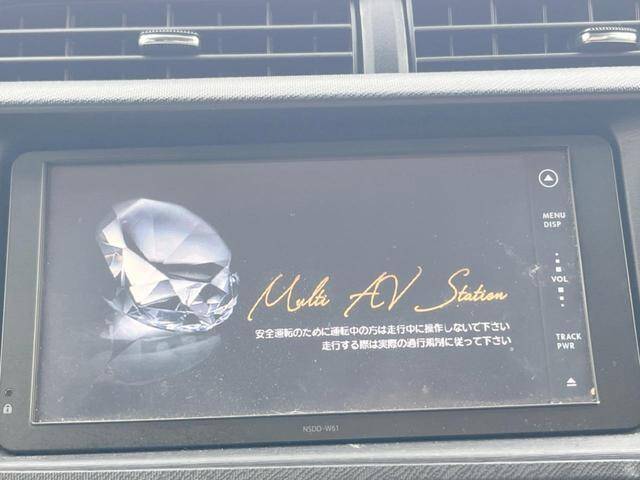 MENU
DISP
VOL
TRACK
PWR
Multi AV Station
安全運転のために運転中の方は走行中に操作しないで下さい
走行する際は実際の通行規則に従って下さい
NSDD-W61